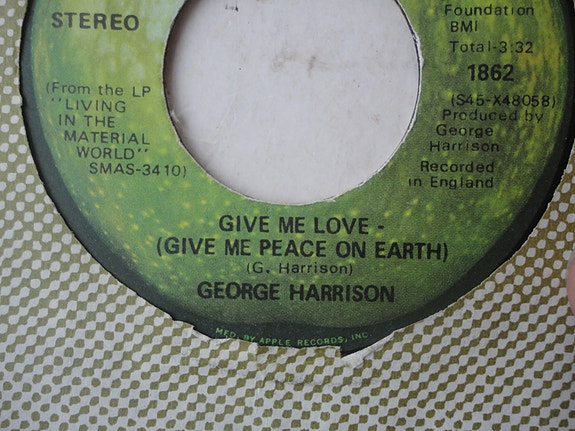 STEREO
(From the LP
"LIVING
IN THE
MATERIAL
WORLD"
SMAS-3410)
Foundation
BMI
Total-3:32
1862
(S45-X48058)
Produced by
George
Harrison
Recorded
in England
GIVE ME LOVE -
(GIVE ME PEACE ON EARTH)
(G. Harrison)
GEORGE HARRISON
MFD. BY APPLE RECORDS, INC.